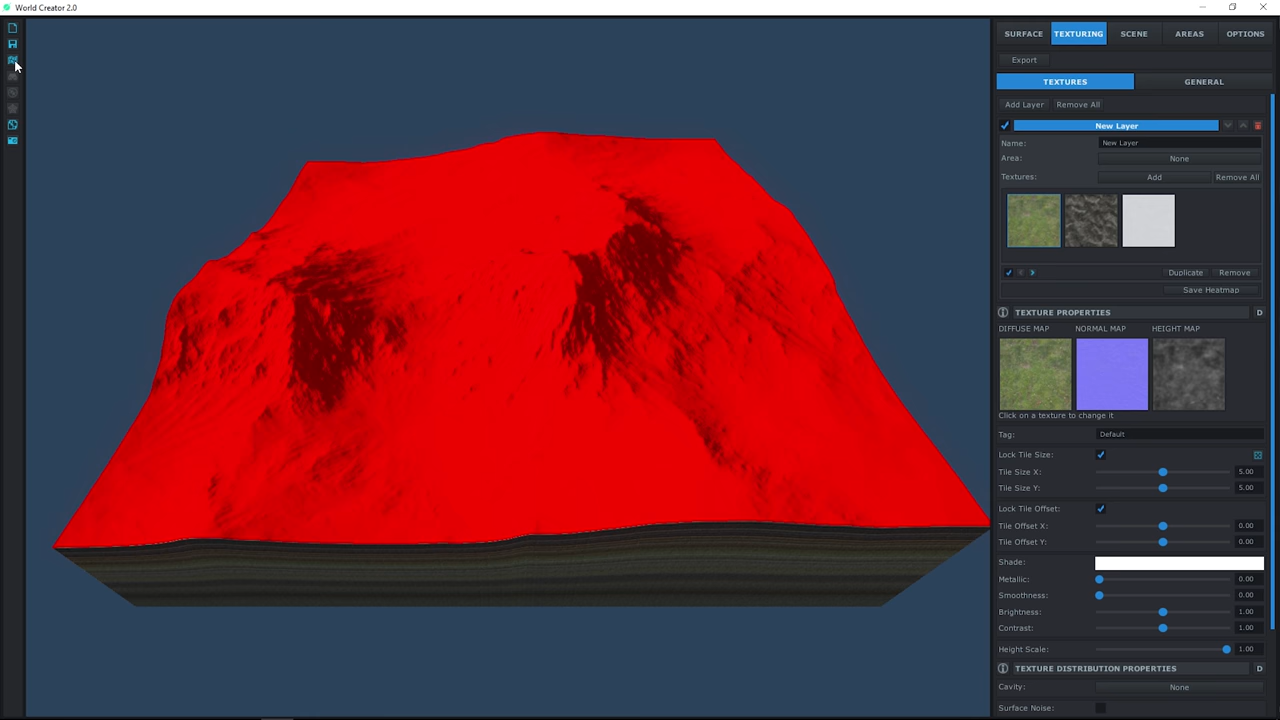 World Creator 2.0
SURFACE TEXTURING SCENE AREAS OPTIONS
Export
TEXTURES GENERAL
Add Layer Remove All
New Layer
Name: New Layer
Area: None
Textures: Add Remove All
Duplicate Remove
Save Heatmap
TEXTURE PROPERTIES D
DIFFUSE MAP NORMAL MAP HEIGHT MAP
Click on a texture to change it
Tag: Default
Lock Tile Size:
Tile Size X: 5.00
Tile Size Y: 5.00
Lock Tile Offset:
Tile Offset X: 0.00
Tile Offset Y: 0.00
Shade:
Metallic: 0.00
Smoothness: 0.00
Brightness: 1.00
Contrast: 1.00
Height Scale: 1.00
TEXTURE DISTRIBUTION PROPERTIES D
Cavity: None
Surface Noise: